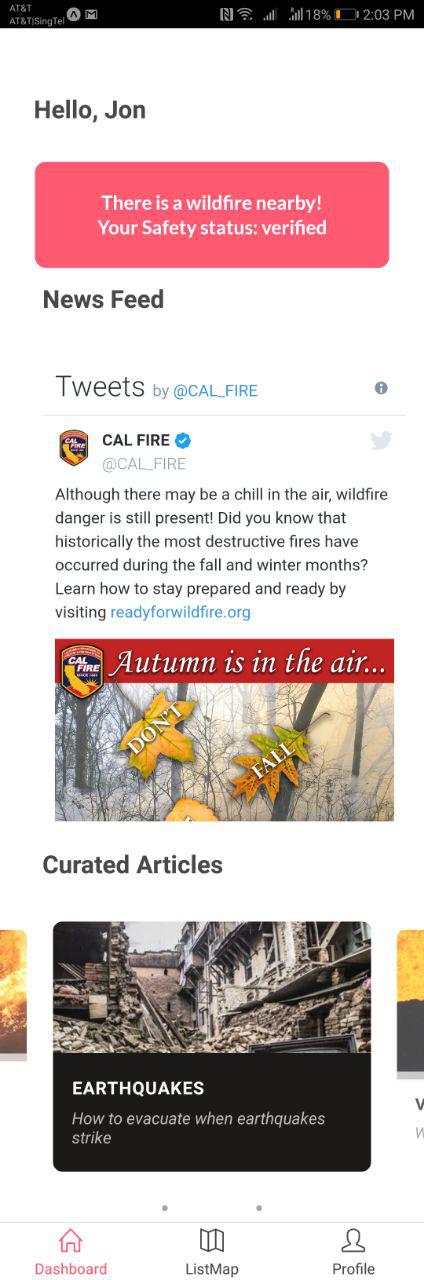 AT&T
AT&T|SingTel
18% 2:03 PM
Hello, Jon
There is a wildfire nearby!
Your Safety status: verified
News Feed
Tweets by @CAL_FIRE
CAL FIRE
@CAL_FIRE
Although there may be a chill in the air, wildfire
danger is still present! Did you know that
historically the most destructive fires have
occurred during the fall and winter months?
Learn how to stay prepared and ready by
visiting readyforwildfire.org
CAL FIRE
SINCE 1885
Autumn is in the air...
DON'T
FALL
Curated Articles
EARTHQUAKES
How to evacuate when earthquakes
strike
Dashboard
ListMap
Profile